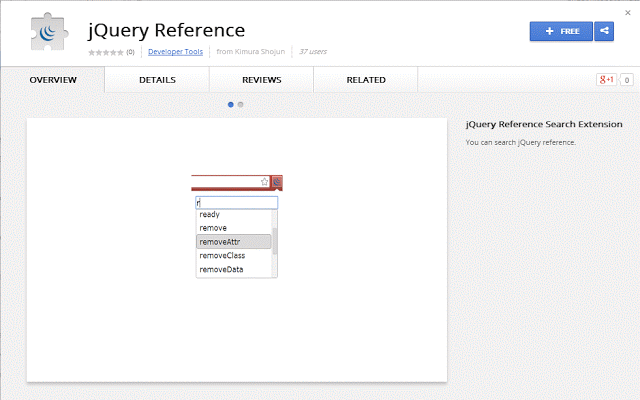 jQuery Reference
(0) Developer Tools from Kimura Shojun 37 users
FREE
OVERVIEW DETAILS REVIEWS RELATED
g+1 0
jQuery Reference Search Extension
You can search jQuery reference.
r
ready
remove
removeAttr
removeClass
removeData